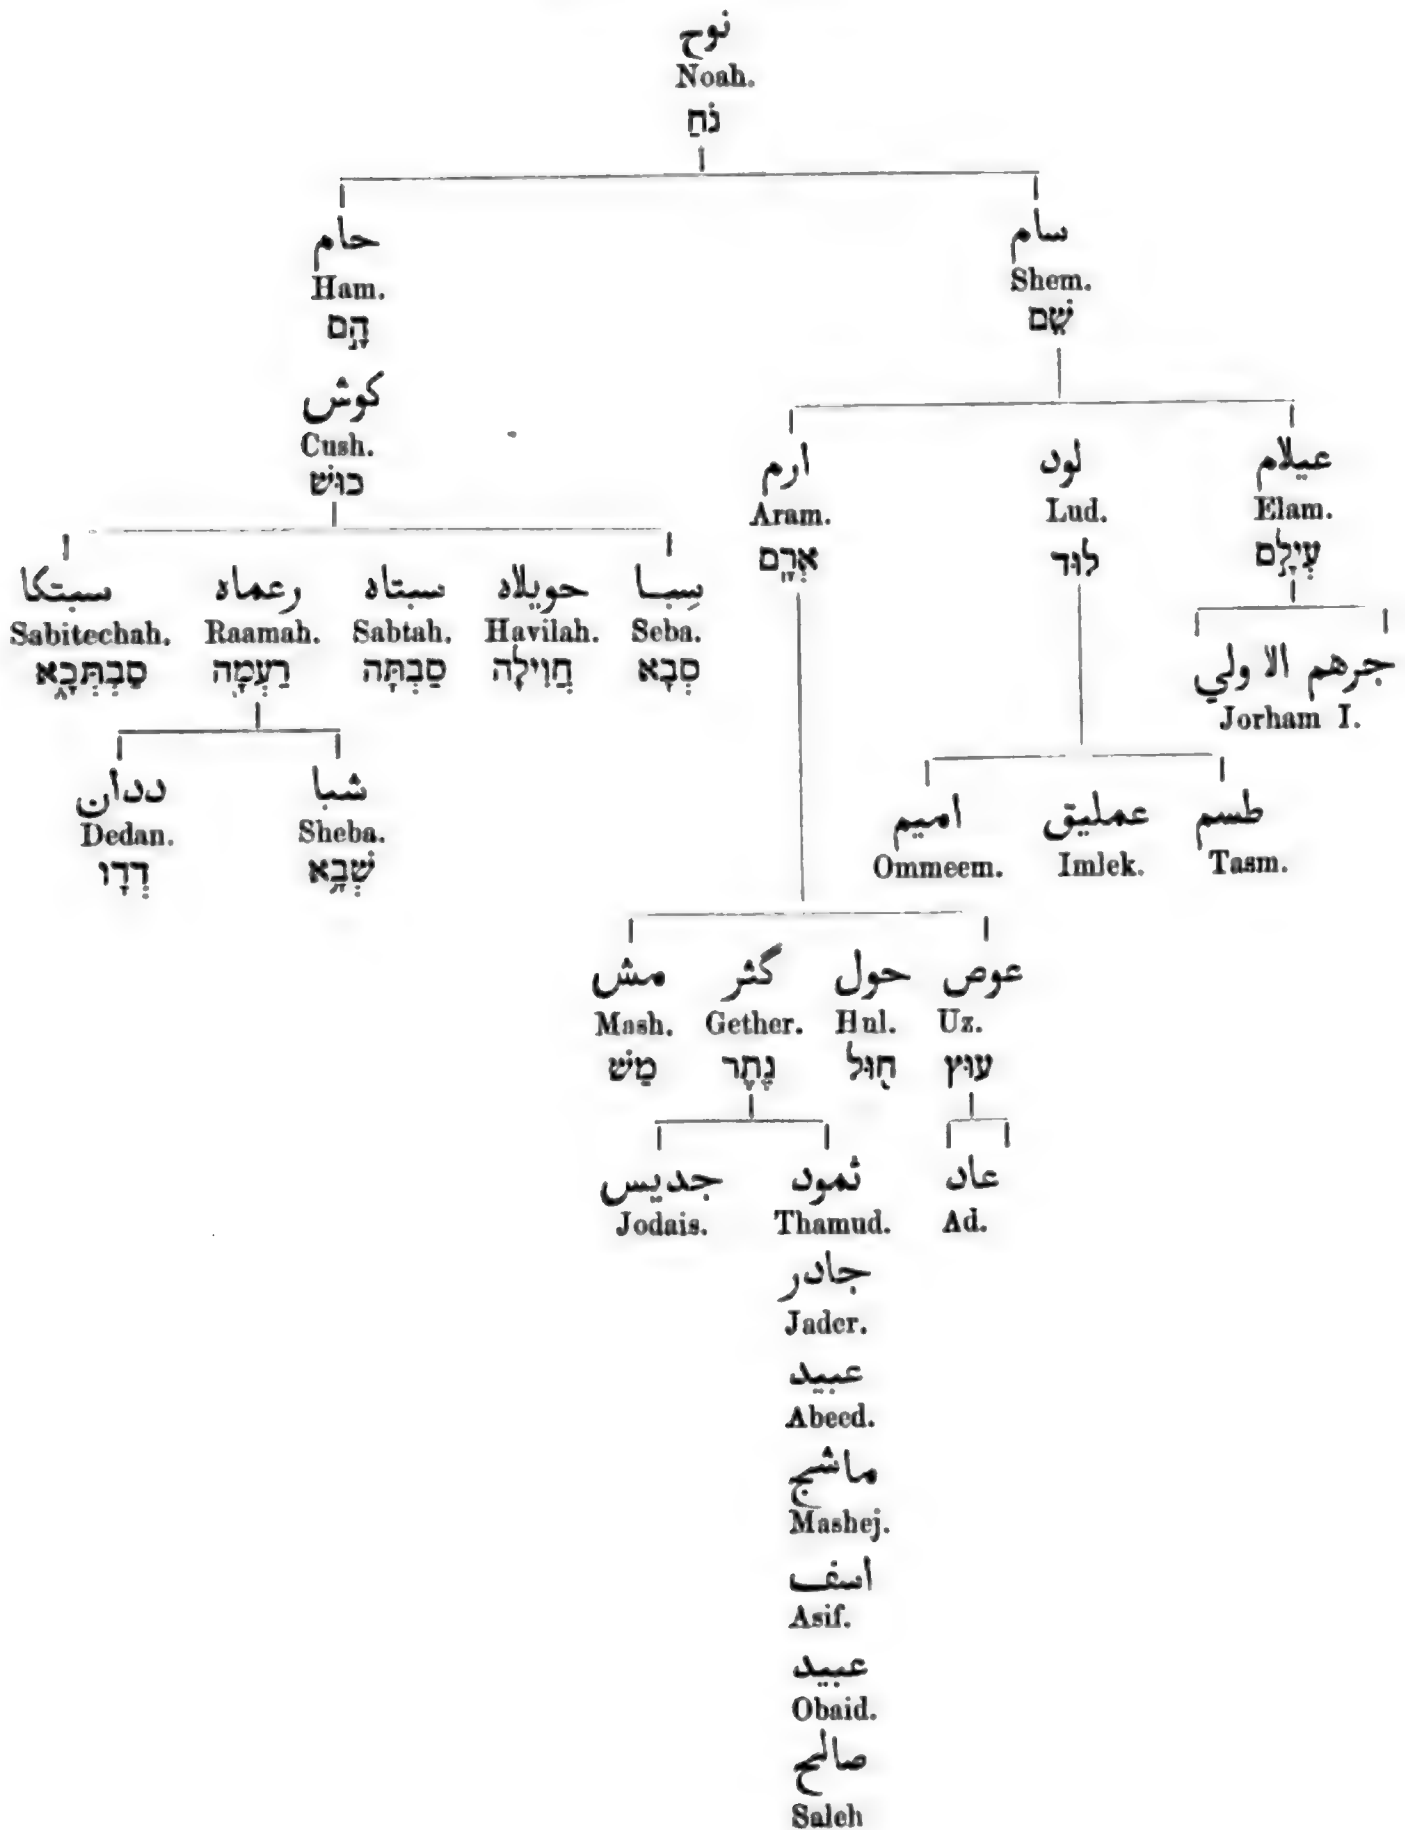 نوح
Noah.
נֹחַ
حام
Ham.
הָם
سام
Shem.
שֵׁם
كوش
Cush.
כּוּשׁ
ارم
Aram.
אְרָם
لود
Lud.
לוּד
عيلام
Elam.
עְילָם
سبتكا
Sabitechah.
סַבְתְּכָא
رعماه
Raamah.
רַעְמָה
سبتاه
Sabtah.
סַבְתָּה
حويلاه
Havilah.
חֲוִילָה
سِبا
Seba.
סְבָא
جرهم الا ولي
Jorham I.
ددان
Dedan.
דְדָו
شبا
Sheba.
שְׁבָא
اميم
Ommeem.
عمليق
Imlek.
طسم
Tasm.
مش
Mash.
מַשׁ
گثر
Gether.
נֶתֶר
حول
Hul.
חוּל
عوص
Uz.
עוּץ
جديس
Jodais.
ثمود
Thamud.
عاد
Ad.
جادر
Jader.
عبيد
Abeed.
ماشج
Mashej.
اسف
Asif.
عبيد
Obaid.
صالح
Saleh